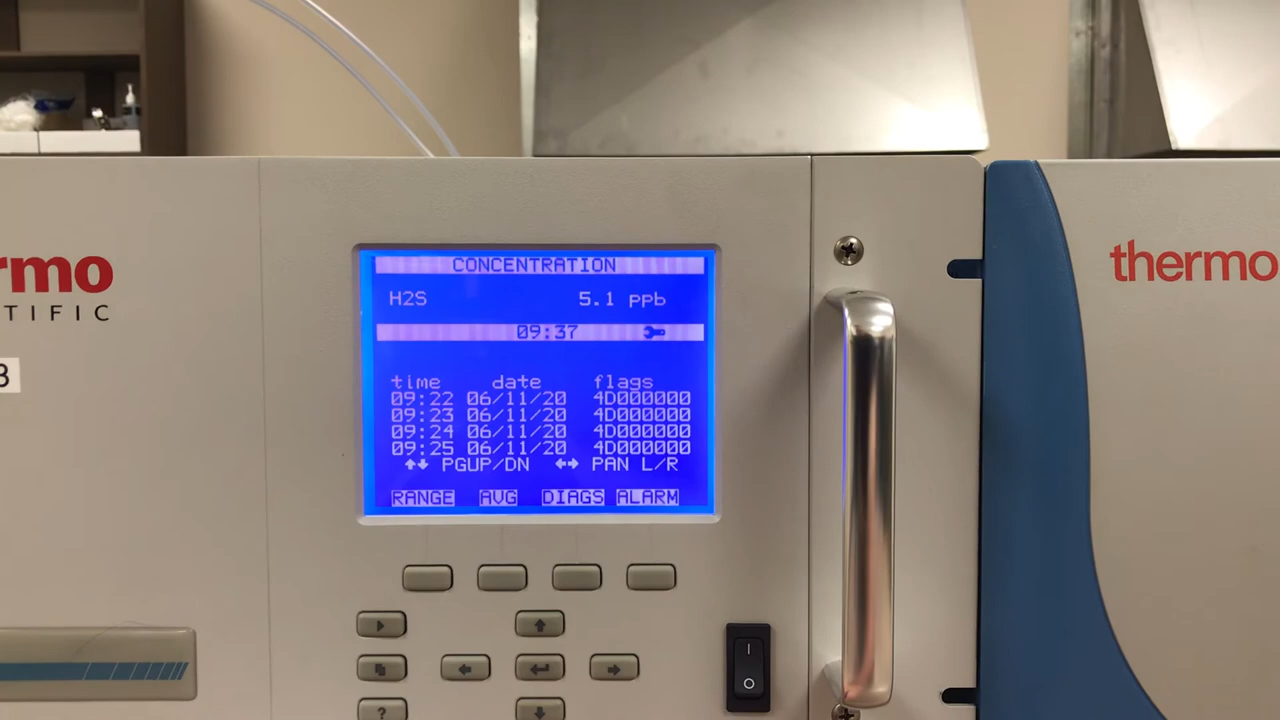 rmo
TIFIC
3
thermo
CONCENTRATION
H2S 5.1 ppb
09:37
time date flags
09:22 06/11/20 4D000000
09:23 06/11/20 4D000000
09:24 06/11/20 4D000000
09:25 06/11/20 4D000000
PGUP/DN PAN L/R
RANGE AVG DIAGS ALARM
?